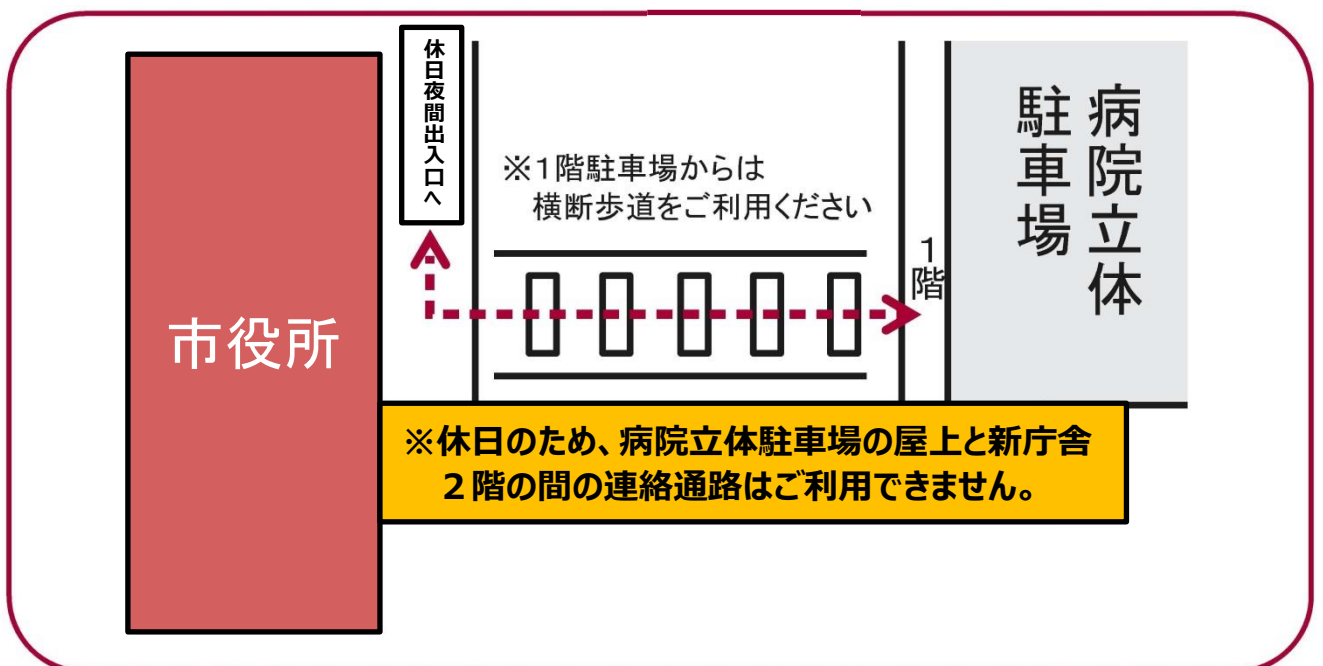 市役所
休日夜間出入口へ
※1階駐車場からは
横断歩道をご利用ください
1階
病院立体
駐車場
※休日のため、病院立体駐車場の屋上と新庁舎
２階の間の連絡通路はご利用できません。